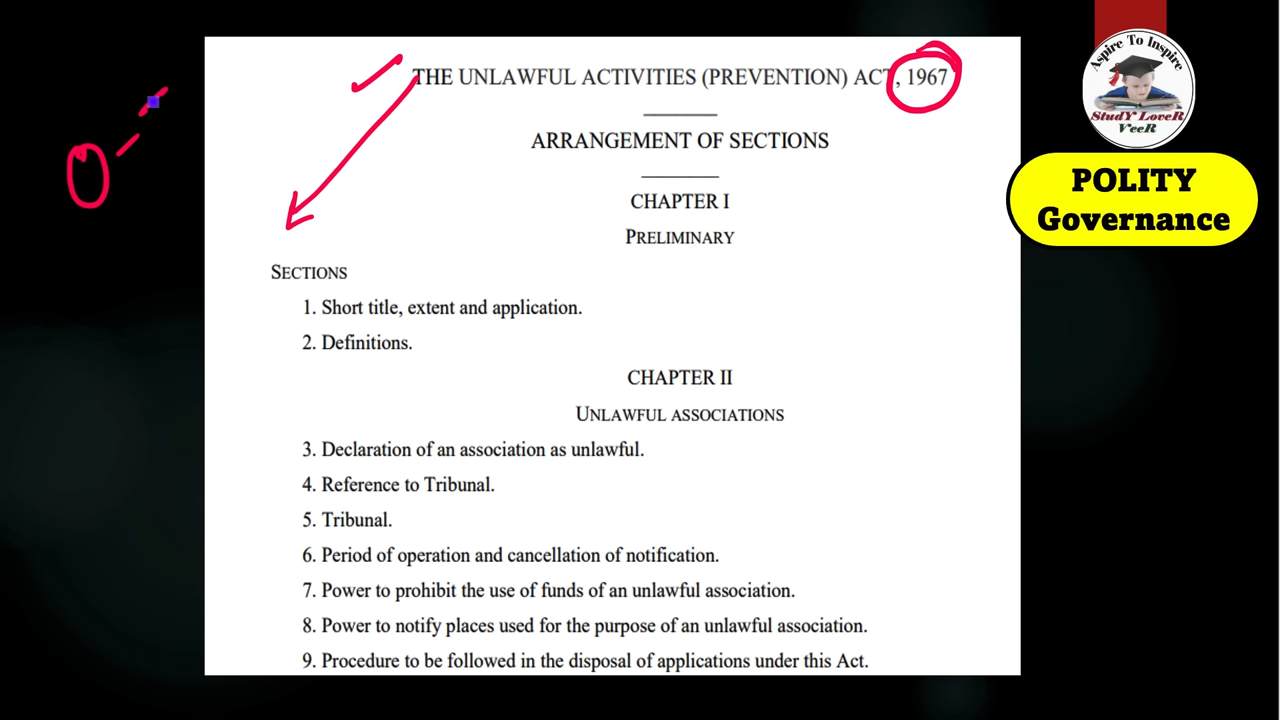 THE UNLAWFUL ACTIVITIES (PREVENTION) ACT, 1967
ARRANGEMENT OF SECTIONS
CHAPTER I
PRELIMINARY
SECTIONS
1. Short title, extent and application.
2. Definitions.
CHAPTER II
UNLAWFUL ASSOCIATIONS
3. Declaration of an association as unlawful.
4. Reference to Tribunal.
5. Tribunal.
6. Period of operation and cancellation of notification.
7. Power to prohibit the use of funds of an unlawful association.
8. Power to notify places used for the purpose of an unlawful association.
9. Procedure to be followed in the disposal of applications under this Act.
Aspire To Inspire
StudY LoveR
VeeR
POLITY
Governance